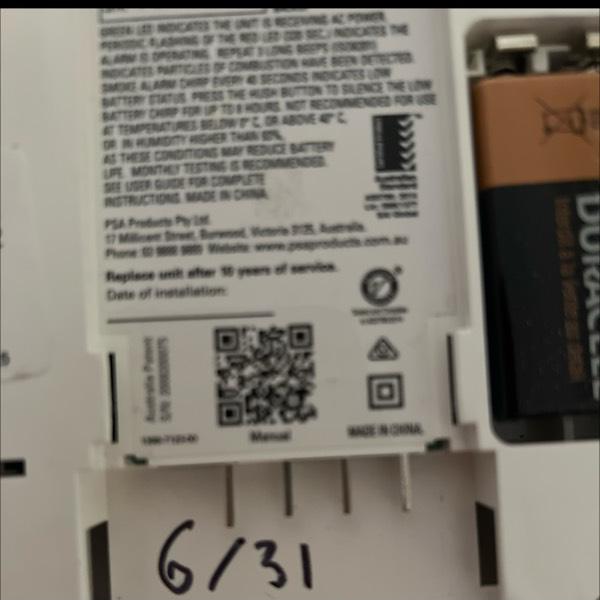 GREEN LED INDICATES THE UNIT IS RECEIVING AC POWER.
PERIODIC FLASHING OF THE RED LED INDICATES
ALARM IS OPERATING. REPEAT 3 LONG BEEPS
INDICATES PARTICLES OF COMBUSTION HAVE BEEN DETECTED.
SMOKE ALARM CHIRP EVERY 40 SECONDS INDICATES LOW
BATTERY STATUS. PRESS THE HUSH BUTTON TO SILENCE THE LOW
BATTERY CHIRP FOR UP TO HOURS. NOT RECOMMENDED FOR USE
AT TEMPERATURES BELOW 0° C, OR ABOVE 40° C,
OR IN HUMIDITY HIGHER THAN
AS THESE CONDITIONS MAY REDUCE BATTERY
LIFE. MONTHLY TESTING IS RECOMMENDED.
SEE USER GUIDE FOR COMPLETE
INSTRUCTIONS. MADE IN CHINA.
PSA Products Pty Ltd.
17 Millicent Street, Burwood, Victoria 3125, Australia.
Phone: Website: www.psaproducts.com.au
Replace unit after 10 years of service.
Date of installation:
Australia Patent
Manual
MADE IN CHINA.
DURACELL
6/31